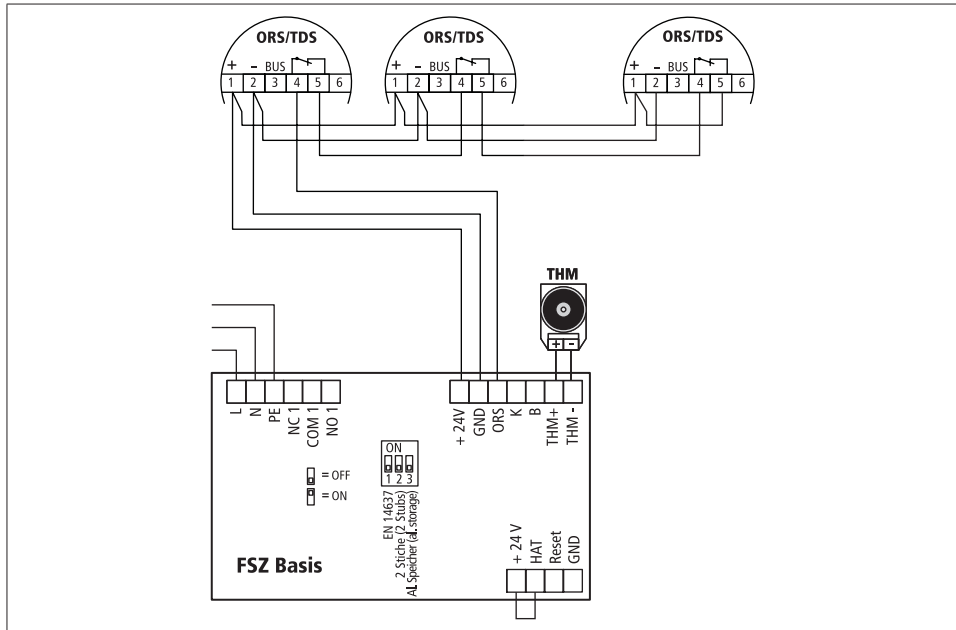 ORS/TDS
+ - BUS
1 2 3 4 5 6
ORS/TDS
+ - BUS
1 2 3 4 5 6
ORS/TDS
+ - BUS
1 2 3 4 5 6
THM
+ -
L
N
PE
NC 1
COM 1
NO 1
+ 24V
GND
ORS
K
B
THM+
THM -
ON
1 2 3
= OFF
= ON
EN 14637
2 Stiche (2 Stubs)
Al.Speicher (al.storage)
FSZ Basis
+ 24 V
HAT
Reset
GND